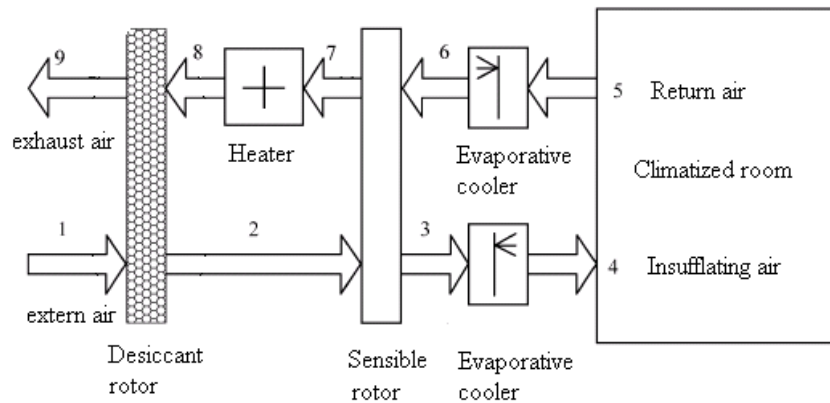 9
8
7
6
5
Return air
exhaust air
Heater
Evaporative
cooler
Climatized room
1
2
3
4
Insufflating air
extern air
Desiccant
rotor
Sensible
rotor
Evaporative
cooler